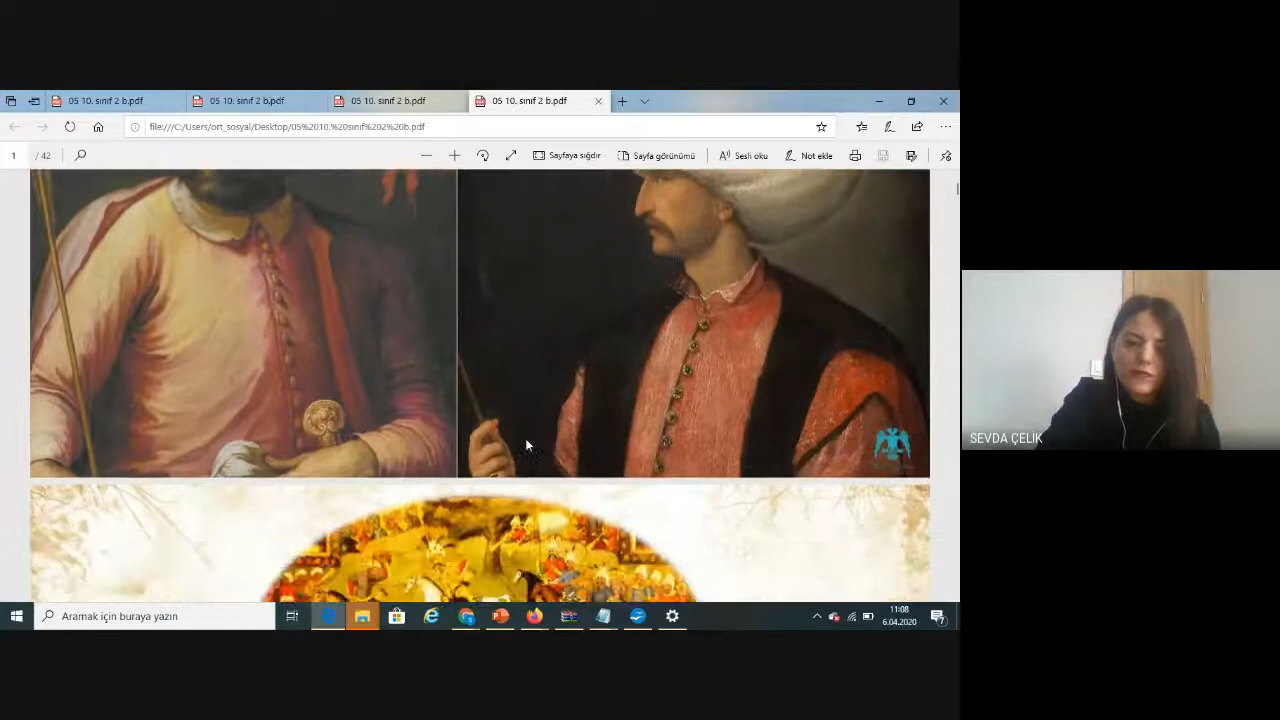 05 10. sınıf 2 b.pdf
05 10. sınıf 2 b.pdf
05 10. sınıf 2 b.pdf
05 10. sınıf 2 b.pdf
file:///C:/Users/ort_sosyal/Desktop/05%2010.%20sınıf%202%20b.pdf
1 / 42
Sayfaya sığdır
Sayfa görünümü
Sesli oku
Not ekle
SEVDA ÇELİK
Aramak için buraya yazın
11:08
6.04.2020
7